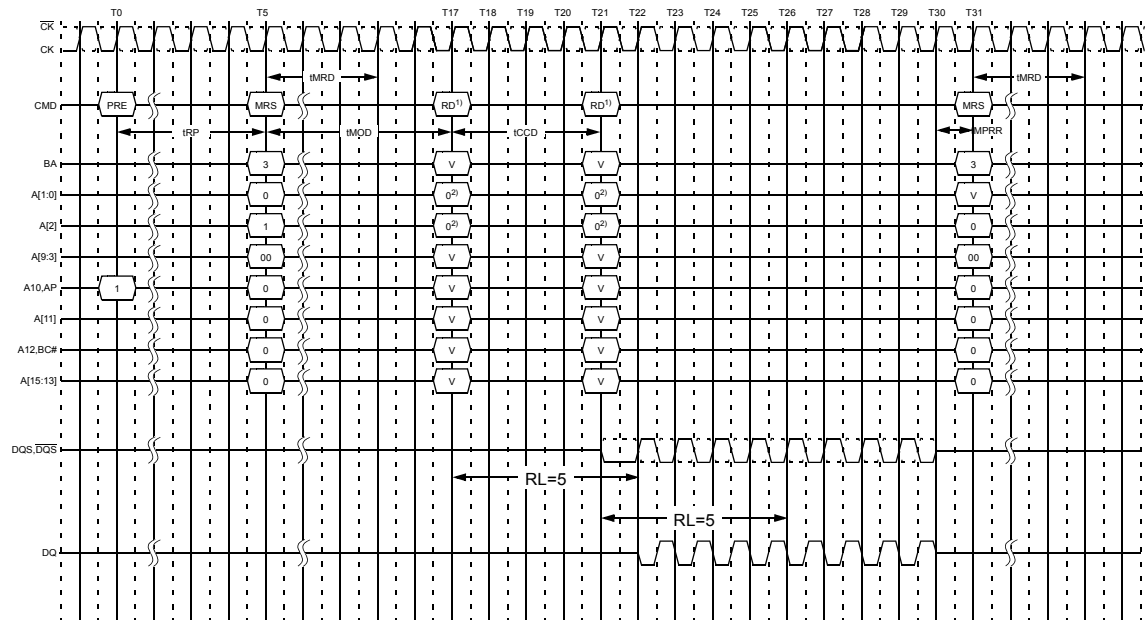 T0 T5 T17 T18 T19 T20 T21 T22 T23 T24 T25 T26 T27 T28 T29 T30 T31
CK
CK
tMRD tMRD
CMD PRE MRS RD1) RD1) MRS
tRP tMOD tCCD tMPRR
BA 3 V V 3
A[1:0] 0 02) 02) V
A[2] 1 02) 02) 0
A[9:3] 00 V V 00
A10,AP 1 0 V V 0
A[11] 0 V V 0
A12,BC# 0 V V 0
A[15:13] 0 V V 0
DQS,DQS
RL=5
RL=5
DQ